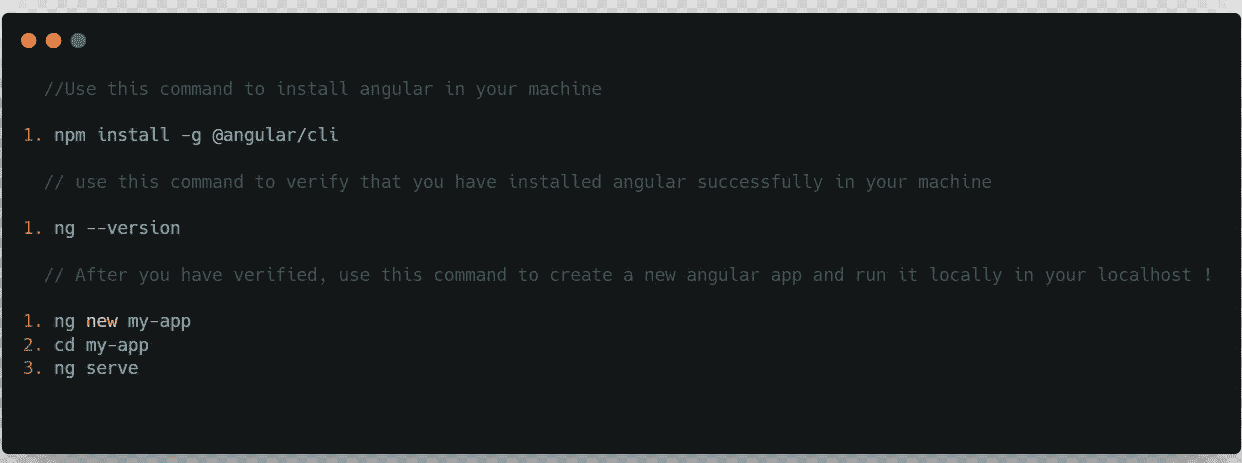 //Use this command to install angular in your machine
1. npm install -g @angular/cli
// use this command to verify that you have installed angular successfully in your machine
1. ng --version
// After you have verified, use this command to create a new angular app and run it locally in your localhost !
1. ng new my-app
2. cd my-app
3. ng serve